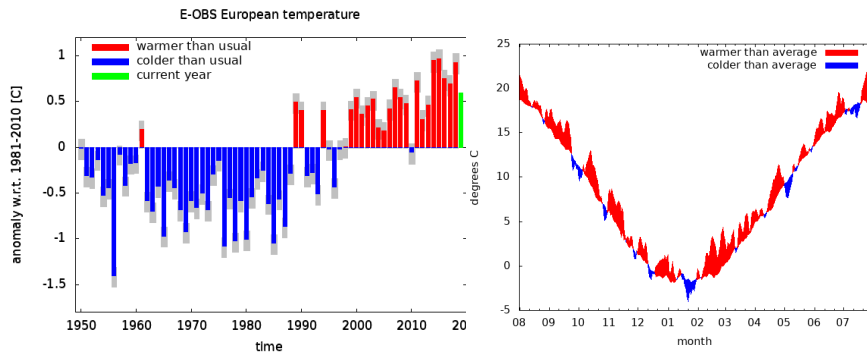 E-OBS European temperature
warmer than usual
colder than usual
current year
1
0.5
0
-0.5
-1
-1.5
anomaly w.r.t. 1981-2010 [C]
1950 1960 1970 1980 1990 2000 2010 20
time
warmer than average
colder than average
25
20
15
10
5
0
-5
degrees C
08 09 10 11 12 01 02 03 04 05 06 07
month